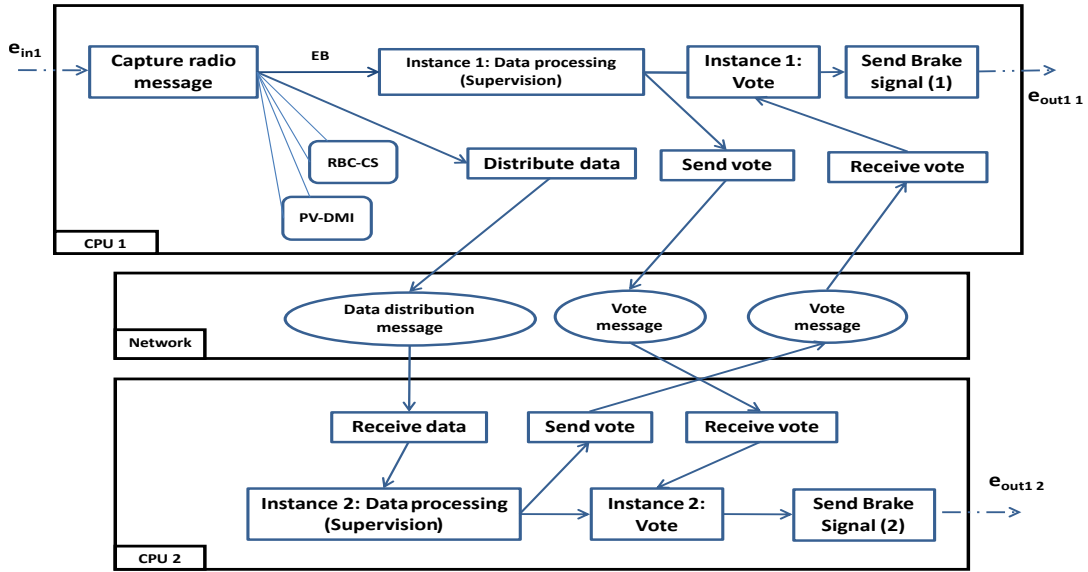 e_in1
Capture radio
message
EB
Instance 1: Data processing
(Supervision)
Instance 1:
Vote
Send Brake
signal (1)
e_out1 1
RBC-CS
PV-DMI
Distribute data
Send vote
Receive vote
CPU 1
Data distribution
message
Vote
message
Vote
message
Network
Receive data
Send vote
Receive vote
Instance 2: Data processing
(Supervision)
Instance 2:
Vote
Send Brake
Signal (2)
e_out1 2
CPU 2